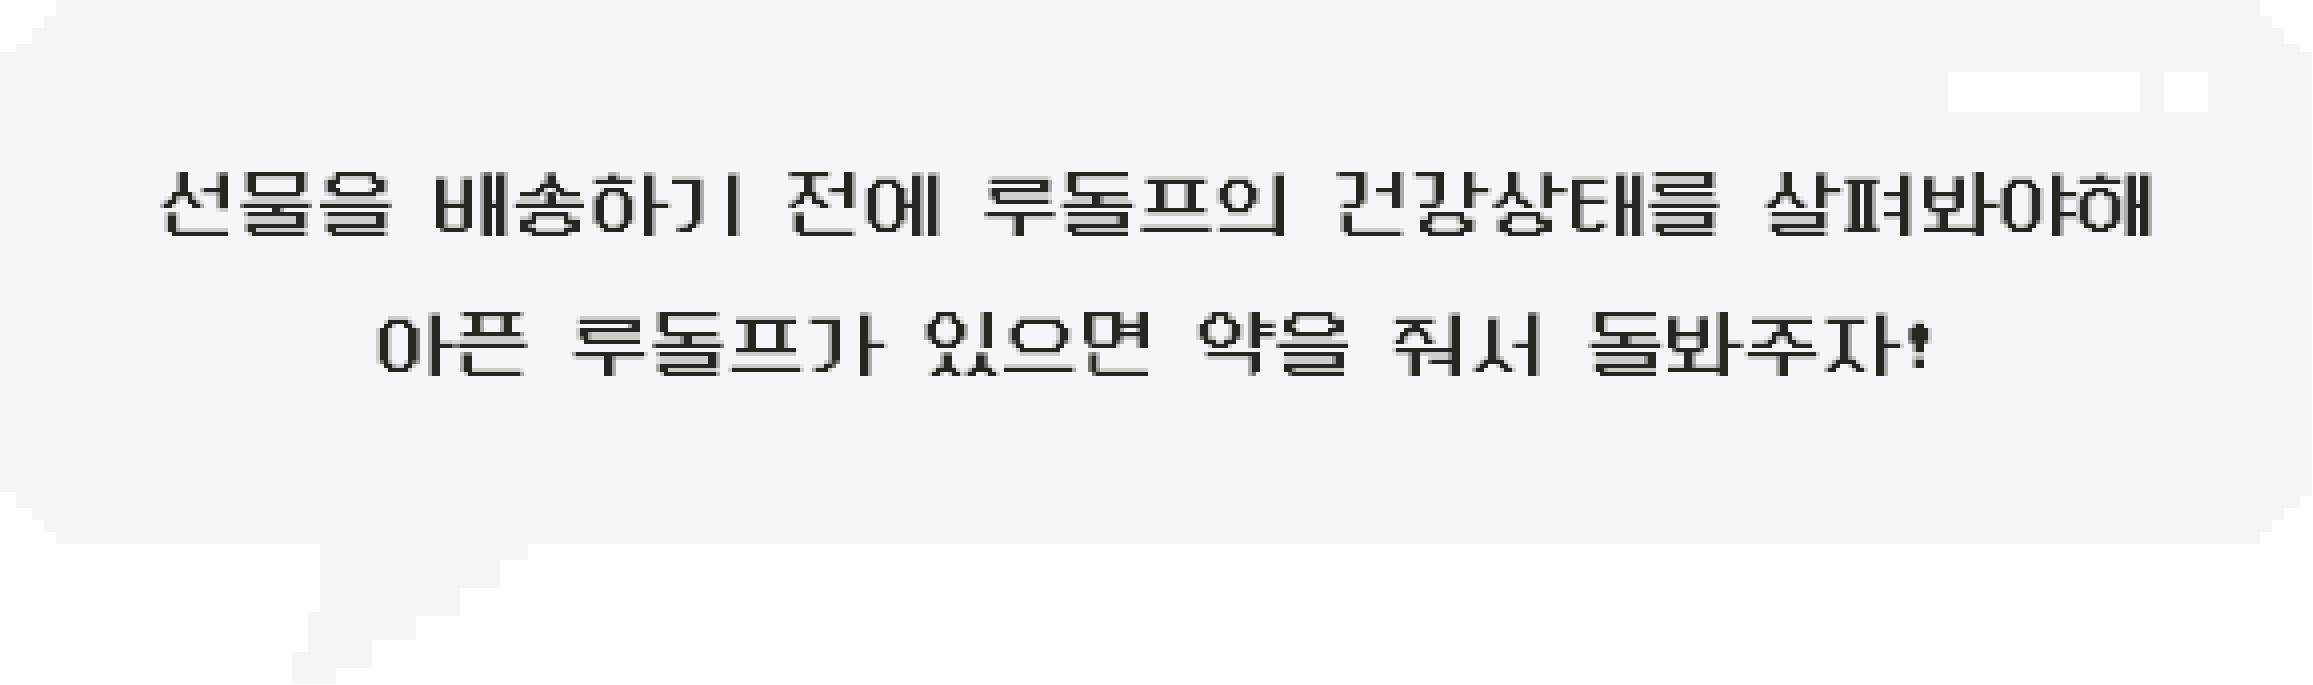 선물을 배송하기 전에 루돌프의 건강상태를 살펴봐야해
아픈 루돌프가 있으면 약을 줘서 돌봐주자!